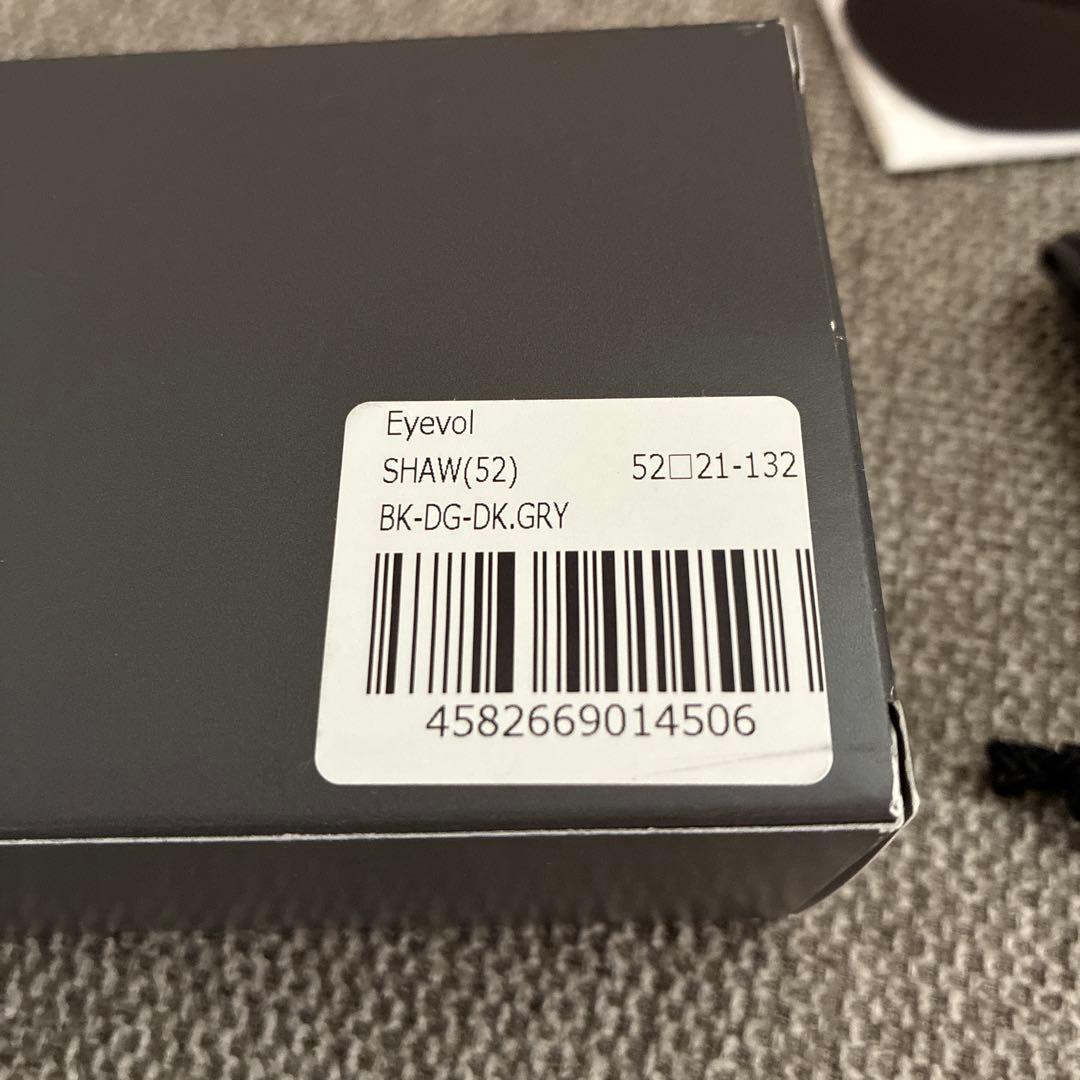 Eyevol
SHAW(52) 52□21-132
BK-DG-DK.GRY
4582669014506